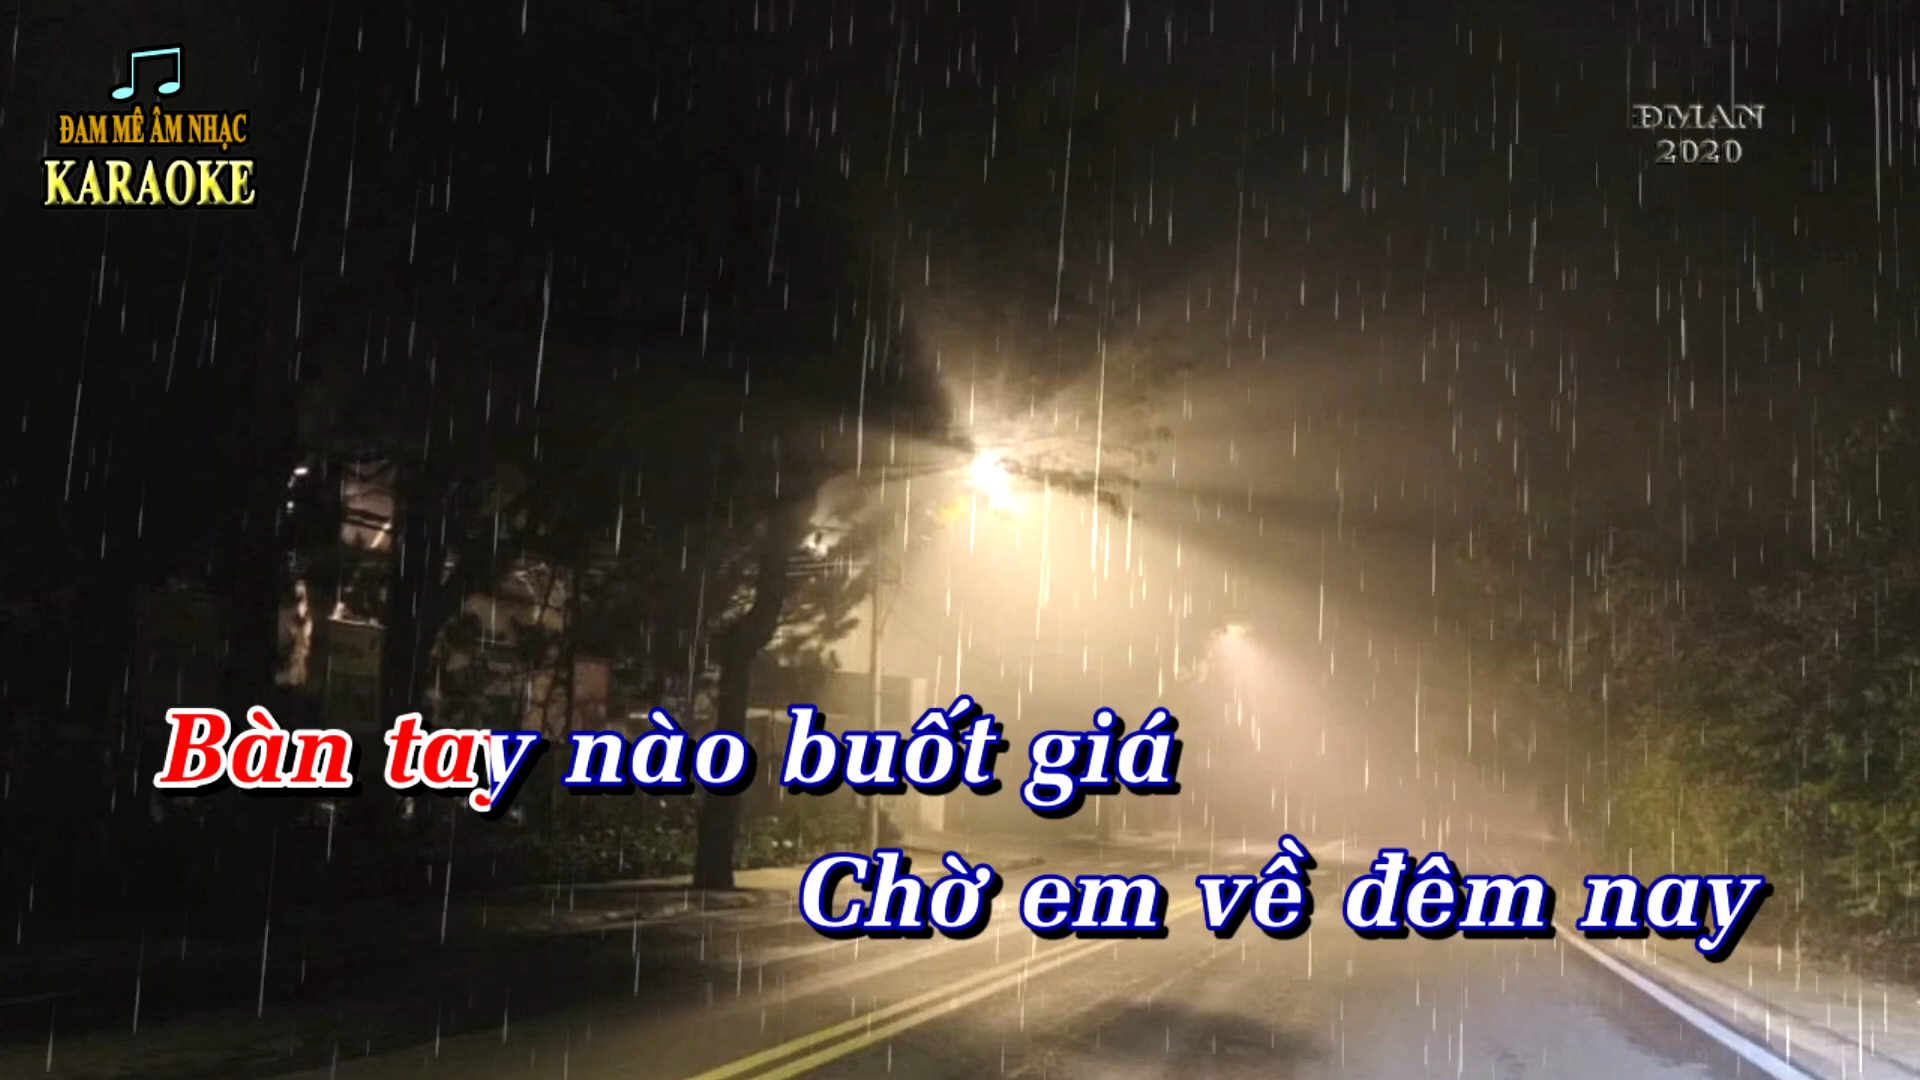 ĐAM MÊ ÂM NHẠC
KARAOKE
ĐMAN
2020
Bàn tay nào buốt giá
Chờ em về đêm nay